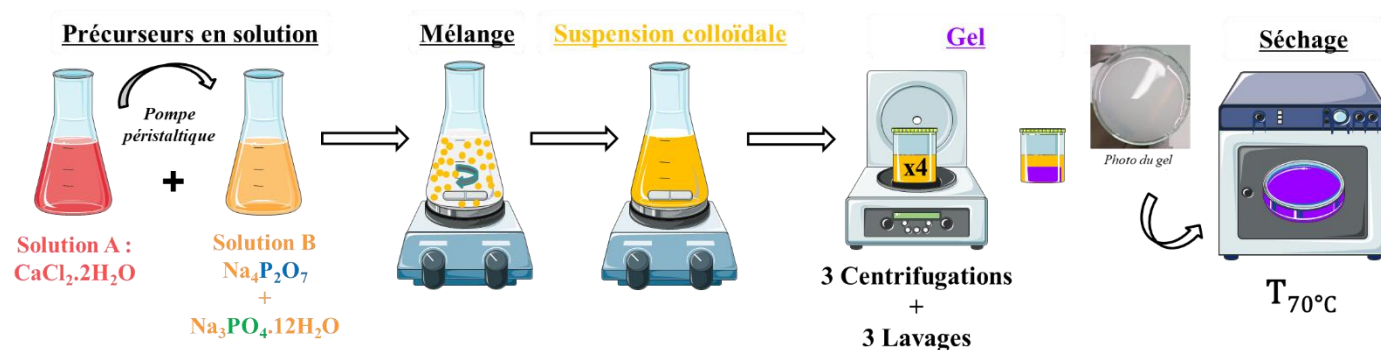 Précurseurs en solution
Mélange
Suspension colloïdale
Gel
Séchage
Pompe
péristaltique
+
x4
Photo du gel
Solution A :
CaCl₂.2H₂O
Solution B
Na₄P₂O₇
+
Na₃PO₄.12H₂O
3 Centrifugations
+
3 Lavages
T₇₀°C